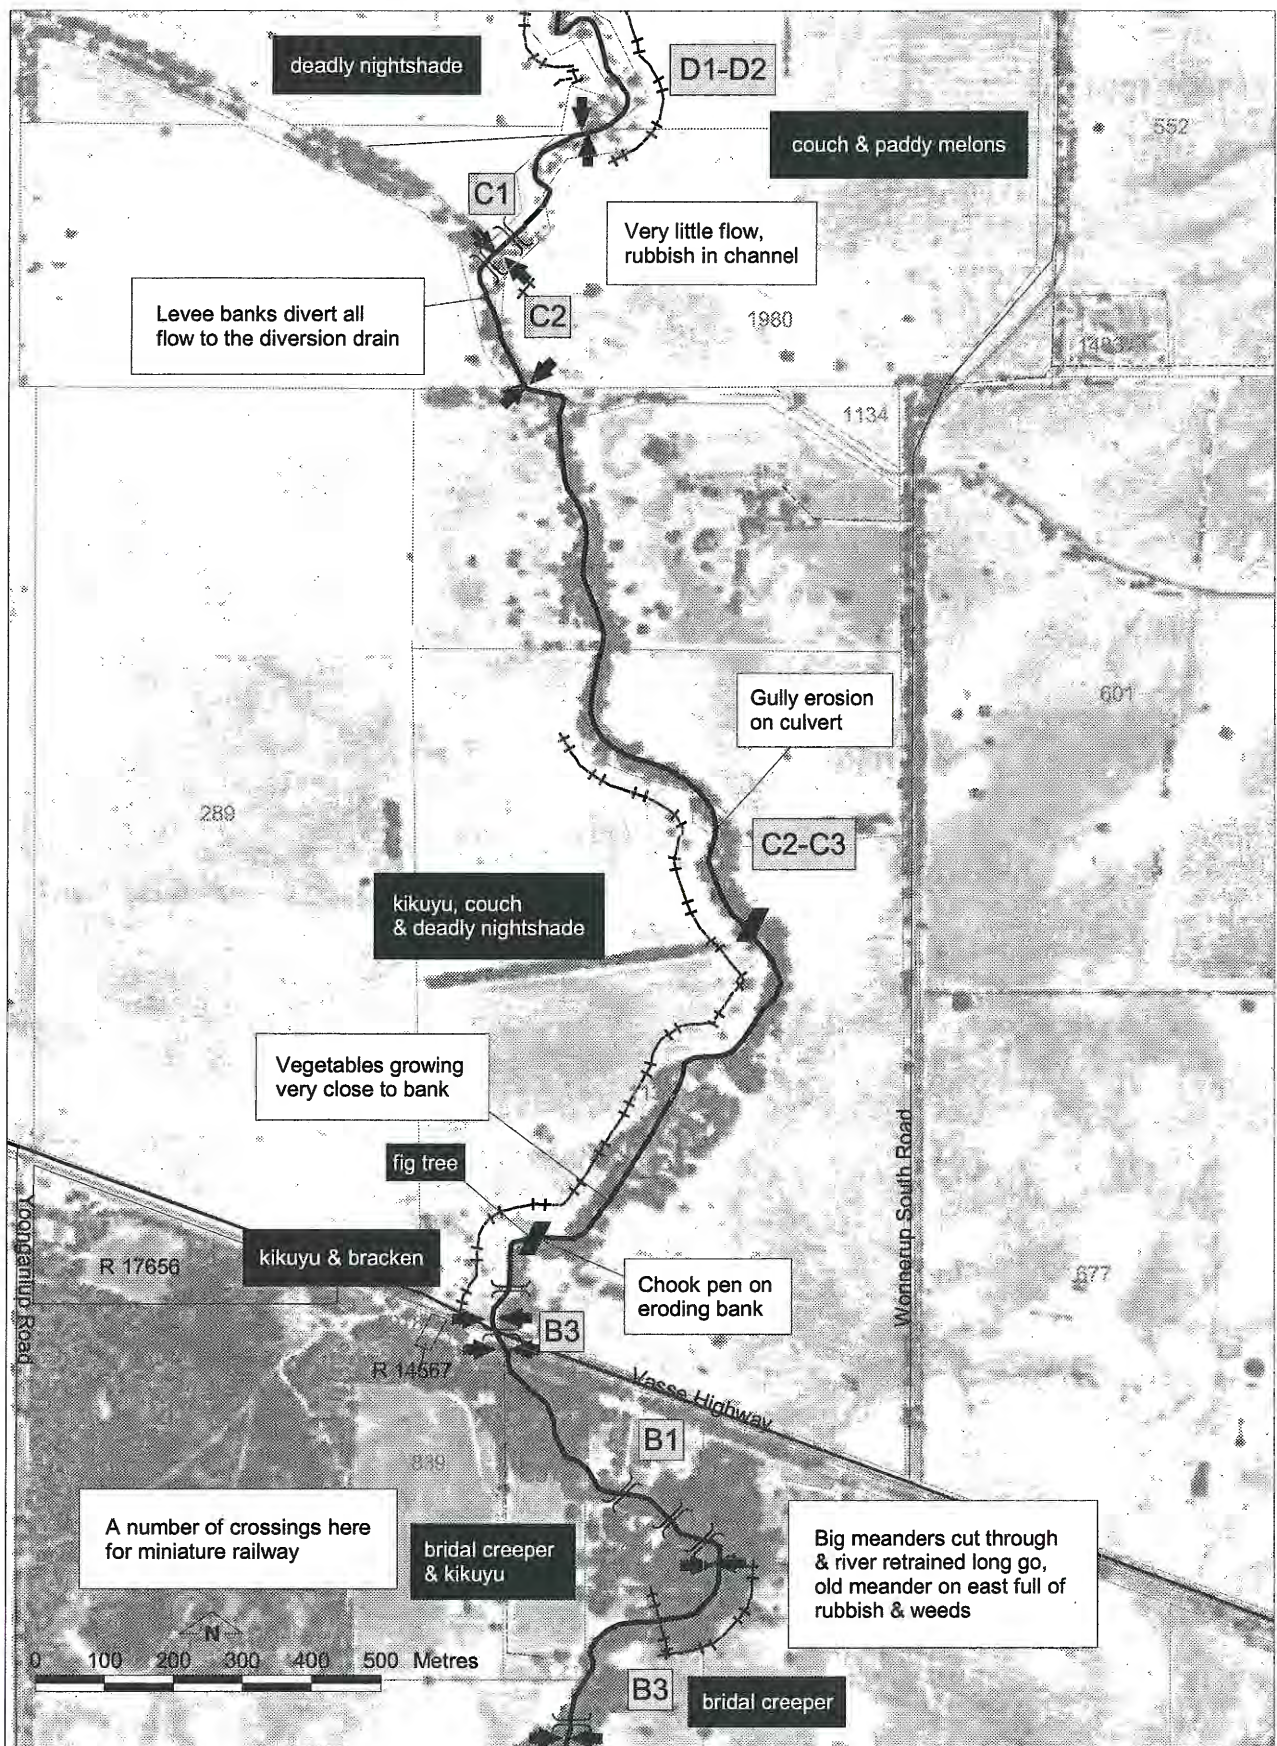 deadly nightshade
D1-D2
552
couch & paddy melons
C1
Very little flow,
rubbish in channel
Levee banks divert all
flow to the diversion drain
C2
1980
1134
Gully erosion
on culvert
601
289
C2-C3
kikuyu, couch
& deadly nightshade
Vegetables growing
very close to bank
1
fig tree
Wonnerup South Road
Yoongarillup Road
R 17656
kikuyu & bracken
Chook pen on
eroding bank
677
B3
R 14567
Vasse Highway
B1
839
A number of crossings here
for miniature railway
bridal creeper
& kikuyu
Big meanders cut through
& river retrained long go,
old meander on east full of
rubbish & weeds
N
0 100 200 300 400 500 Metres
B3
bridal creeper